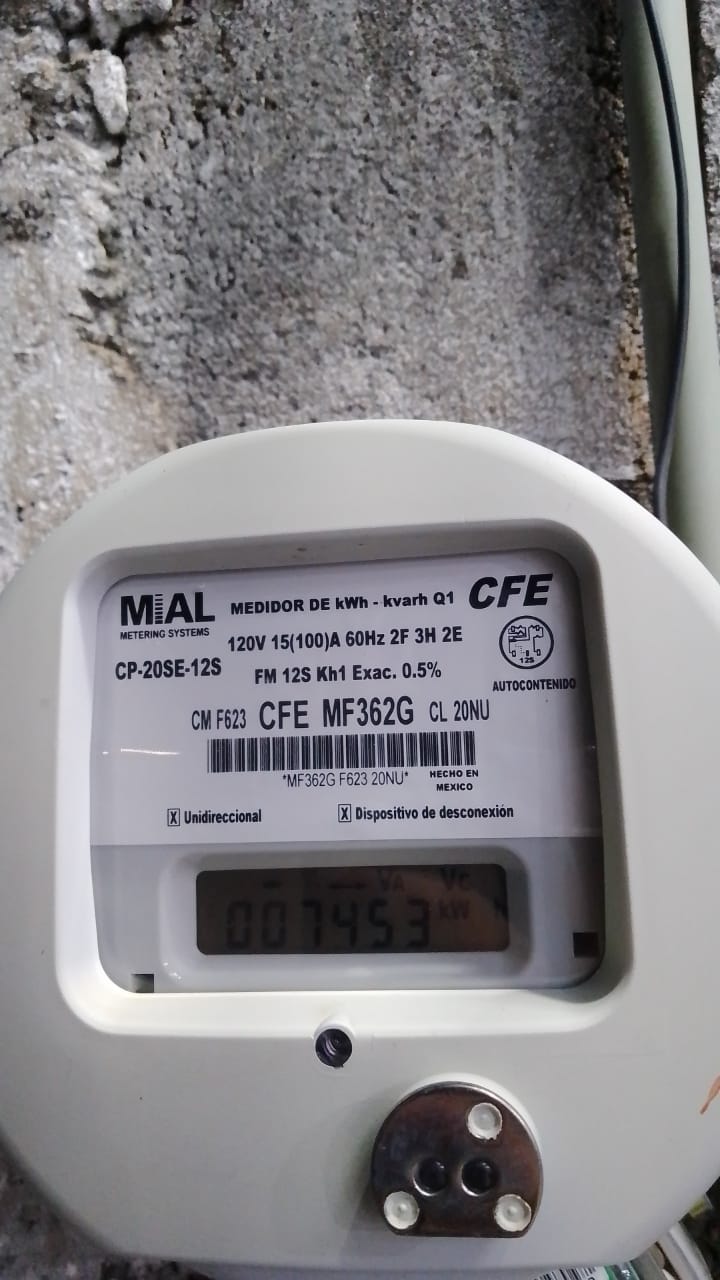 MIAL
METERING SYSTEMS
MEDIDOR DE kWh - kvarh Q1
CFE
120V 15(100)A 60Hz 2F 3H 2E
CP-20SE-12S
FM 12S Kh1 Exac. 0.5%
12S
AUTOCONTENIDO
CM F623 CFE MF362G CL 20NU
*MF362G F623 20NU*
HECHO EN
MEXICO
X Unidireccional
X Dispositivo de desconexión
VA VC
007453 kW